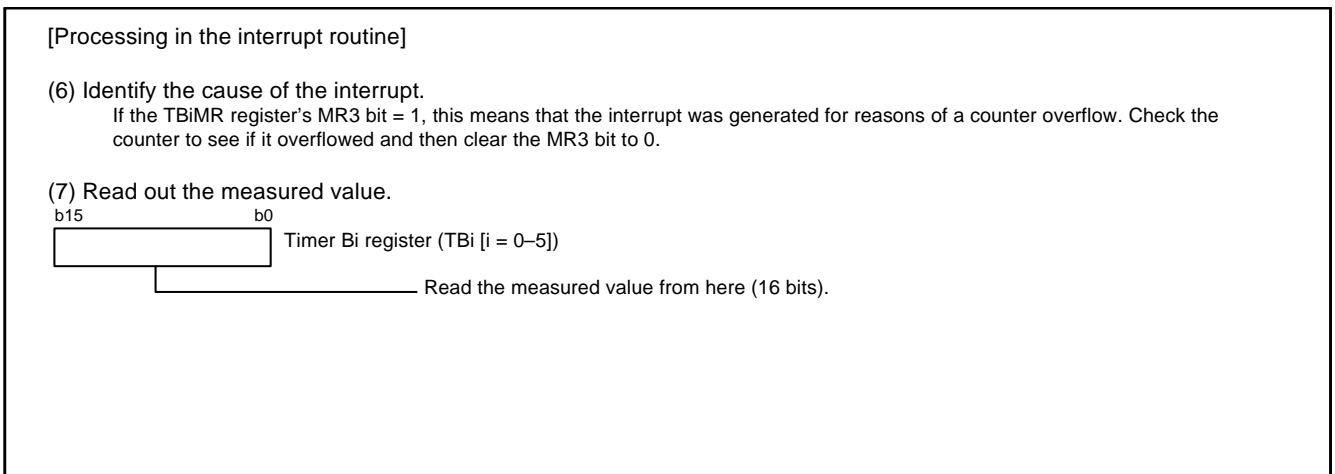 [Processing in the interrupt routine]
(6) Identify the cause of the interrupt.
If the TBiMR register’s MR3 bit = 1, this means that the interrupt was generated for reasons of a counter overflow. Check the
counter to see if it overflowed and then clear the MR3 bit to 0.
(7) Read out the measured value.
b15 b0
Timer Bi register (TBi [i = 0–5])
Read the measured value from here (16 bits).